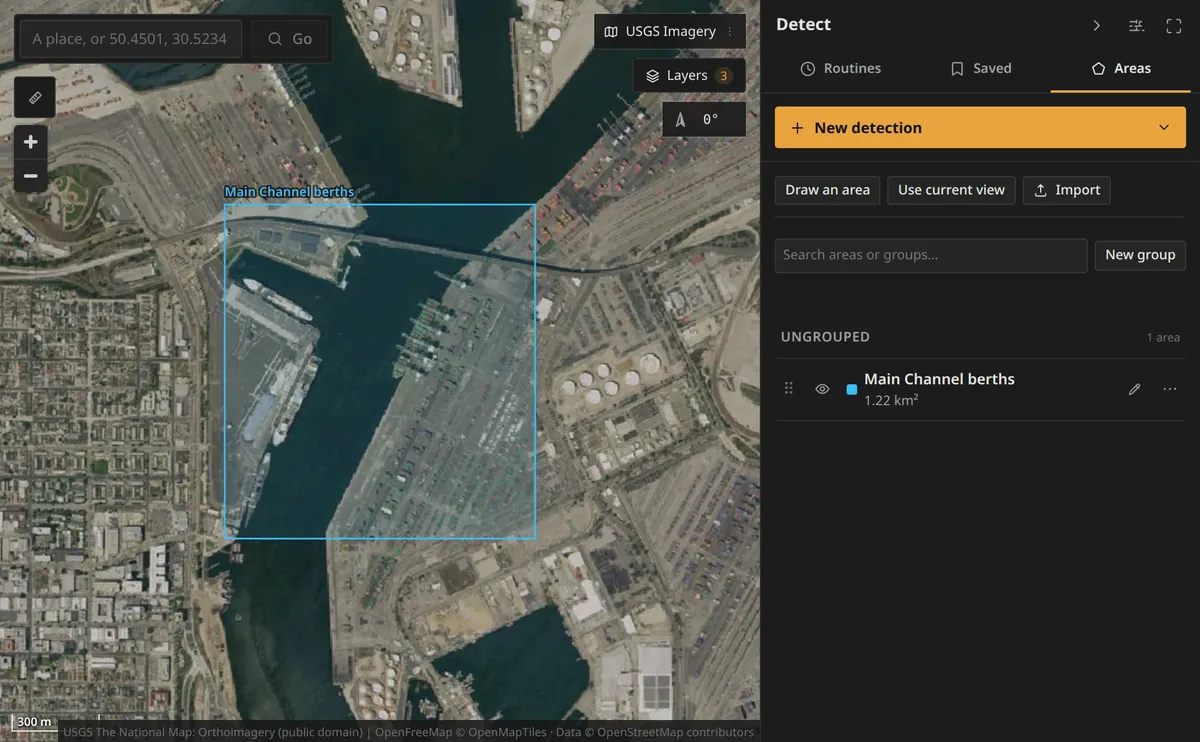 A place, or 50.4501, 30.5234
Go
USGS Imagery
Layers 3
0°
Main Channel berths
300 m
USGS The National Map: Orthoimagery (public domain) | OpenFreeMap © OpenMapTiles · Data © OpenStreetMap contributors
Detect
Routines
Saved
Areas
New detection
Draw an area
Use current view
Import
Search areas or groups...
New group
UNGROUPED
1 area
Main Channel berths
1.22 km²